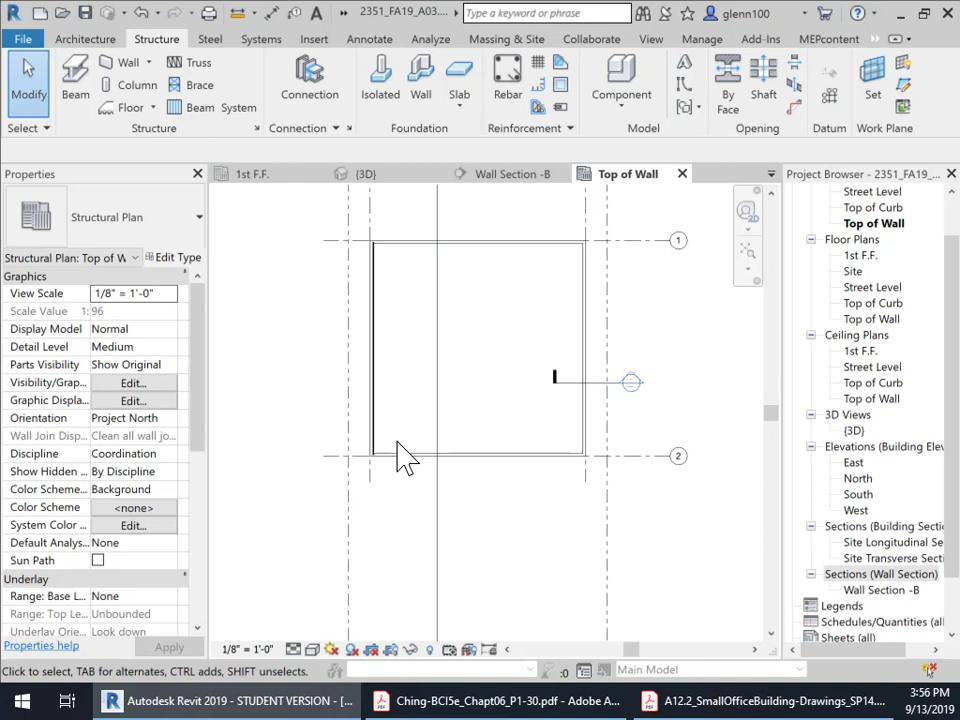 2351_FA19_A03....
Type a keyword or phrase
glenn100
File Architecture Structure Steel Systems Insert Annotate Analyze Massing & Site Collaborate View Manage Add-Ins MEPcontent
Modify
Beam
Wall
Column
Floor
Truss
Brace
Beam System
Connection
Isolated
Wall
Slab
Rebar
Component
By Face
Shaft
Set
Select
Structure
Connection
Foundation
Reinforcement
Model
Opening
Datum
Work Plane
Properties
1st F.F.
{3D}
Wall Section -B
Top of Wall
Project Browser - 2351_FA19_...
Structural Plan
Structural Plan: Top of W
Edit Type
Graphics
View Scale 1/8" = 1'-0"
Scale Value 1: 96
Display Model Normal
Detail Level Medium
Parts Visibility Show Original
Visibility/Grap... Edit...
Graphic Displa... Edit...
Orientation Project North
Wall Join Disp... Clean all wall jo...
Discipline Coordination
Show Hidden By Discipline
Color Scheme... Background
Color Scheme <none>
System Color ... Edit...
Default Analys... None
Sun Path
Underlay
Range: Base L... None
Range: Top Le... Unbounded
Underlay Orie... Look down
Properties help
Apply
1
2
2D
Street Level
Top of Curb
Top of Wall
Floor Plans
1st F.F.
Site
Street Level
Top of Curb
Top of Wall
Ceiling Plans
1st F.F.
Street Level
Top of Curb
Top of Wall
3D Views
{3D}
Elevations (Building Elev
East
North
South
West
Sections (Building Secti
Site Longitudinal Se
Site Transverse Secti
Sections (Wall Section)
Wall Section -B
Legends
Schedules/Quantities (all
Sheets (all)
1/8" = 1'-0"
Click to select, TAB for alternates, CTRL adds, SHIFT unselects.
:0
Main Model
Autodesk Revit 2019 - STUDENT VERSION - [...
Ching-BCI5e_Chapt06_P1-30.pdf - Adobe A...
A12.2_SmallOfficeBuilding-Drawings_SP14....
3:56 PM
9/13/2019